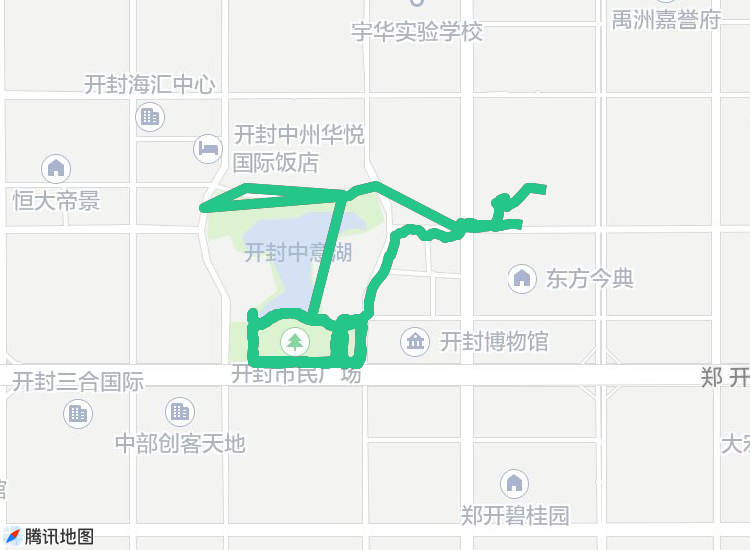 宇华实验学校
禹洲嘉誉府
开封海汇中心
开封中州华悦
国际饭店
恒大帝景
开封中意湖
东方今典
开封博物馆
开封市民广场
开封三合国际
郑 开
中部创客天地
大宏
郑开碧桂园
腾讯地图